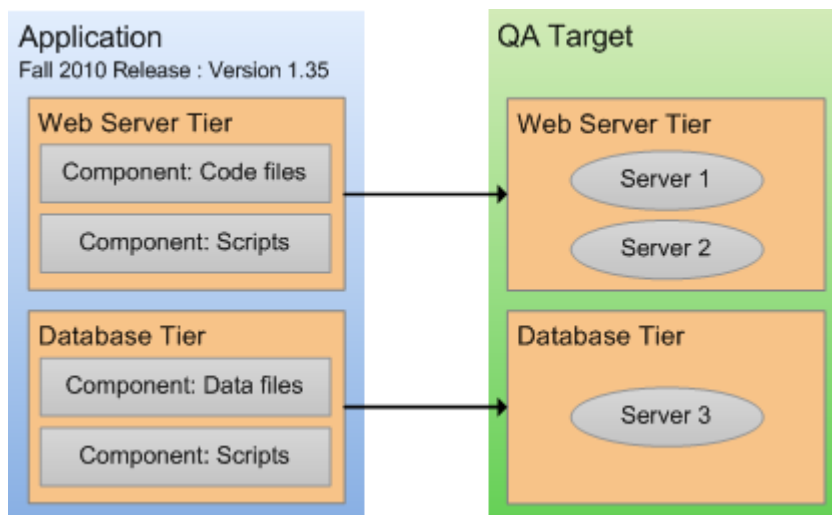 Application
Fall 2010 Release : Version 1.35
Web Server Tier
Component: Code files
Component: Scripts
Database Tier
Component: Data files
Component: Scripts
QA Target
Web Server Tier
Server 1
Server 2
Database Tier
Server 3